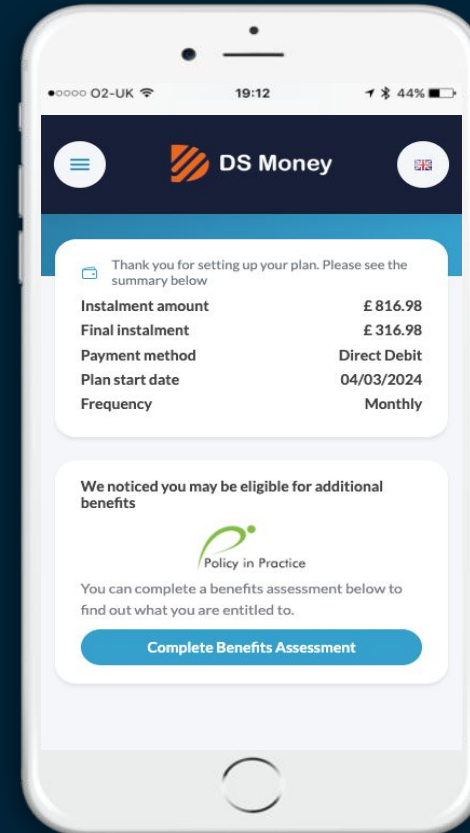 O2-UK 19:12 44%
DS Money
Thank you for setting up your plan. Please see the
summary below
Instalment amount £ 816.98
Final instalment £ 316.98
Payment method Direct Debit
Plan start date 04/03/2024
Frequency Monthly
We noticed you may be eligible for additional
benefits
Policy in Practice
You can complete a benefits assessment below to
find out what you are entitled to.
Complete Benefits Assessment